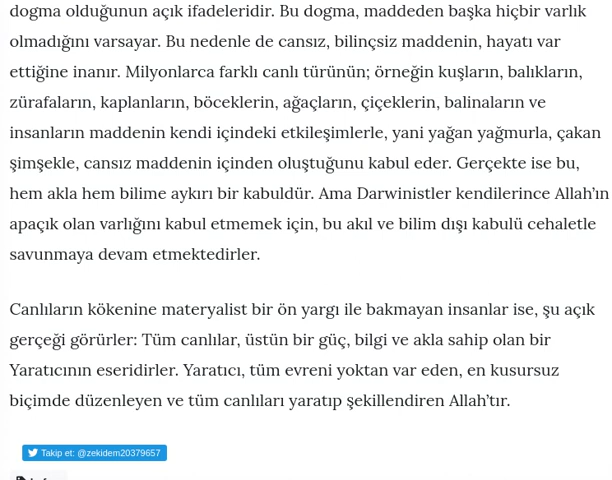 dogma olduğunun açık ifadeleridir. Bu dogma, maddeden başka hiçbir varlık
olmadığını varsayar. Bu nedenle de cansız, bilinçsiz maddenin, hayatı var
ettiğine inanır. Milyonlarca farklı canlı türünün; örneğin kuşların, balıkların,
zürafaların, kaplanların, böceklerin, ağaçların, çiçeklerin, balinaların ve
insanların maddenin kendi içindeki etkileşimlerle, yani yağan yağmurla, çakan
şimşekle, cansız maddenin içinden oluştuğunu kabul eder. Gerçekte ise bu,
hem akla hem bilime aykırı bir kabuldür. Ama Darwinistler kendilerince Allah’ın
apaçık olan varlığını kabul etmemek için, bu akıl ve bilim dışı kabulü cehaletle
savunmaya devam etmektedirler.
Canlıların kökenine materyalist bir ön yargı ile bakmayan insanlar ise, şu açık
gerçeği görürler: Tüm canlılar, üstün bir güç, bilgi ve akla sahip olan bir
Yaratıcının eseridirler. Yaratıcı, tüm evreni yoktan var eden, en kusursuz
biçimde düzenleyen ve tüm canlıları yaratıp şekillendiren Allah’tır.
Takip et: @zekidem20379657